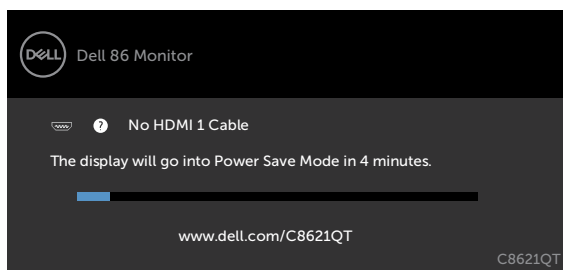 DELL
Dell 86 Monitor
? No HDMI 1 Cable
The display will go into Power Save Mode in 4 minutes.
www.dell.com/C8621QT
C8621QT